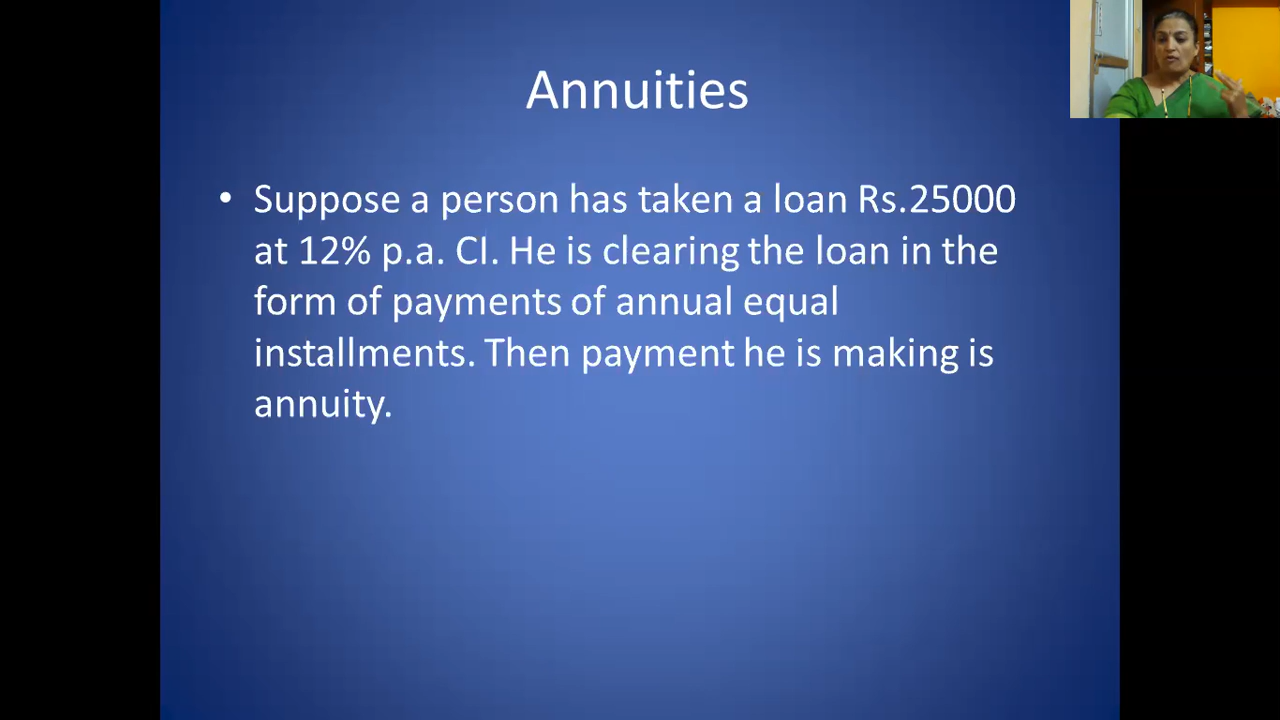 Annuities
• Suppose a person has taken a loan Rs.25000
at 12% p.a. CI. He is clearing the loan in the
form of payments of annual equal
installments. Then payment he is making is
annuity.